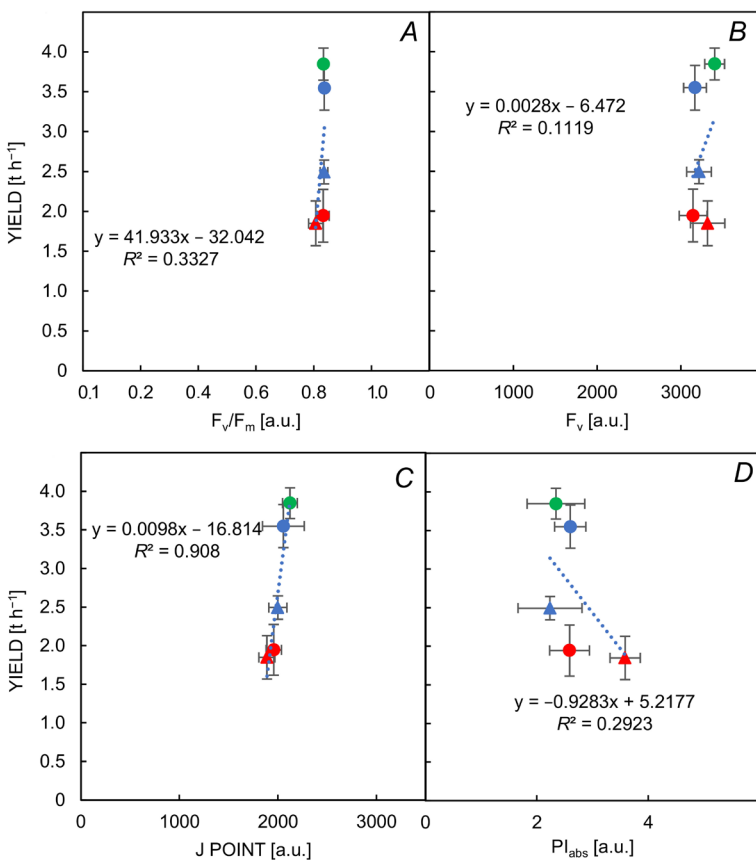 A
YIELD [t h⁻¹]
4.0
3.5
3.0
2.5
2.0
1.5
1.0
0.5
0
y = 41.933x − 32.042
R² = 0.3327
0.1 0.2 0.4 0.6 0.8 1.0
Fᵥ/Fₘ [a.u.]
B
y = 0.0028x − 6.472
R² = 0.1119
0 1000 2000 3000
Fᵥ [a.u.]
C
YIELD [t h⁻¹]
4.0
3.5
3.0
2.5
2.0
1.5
1.0
0.5
0
y = 0.0098x − 16.814
R² = 0.908
0 1000 2000 3000
J POINT [a.u.]
D
y = −0.9283x + 5.2177
R² = 0.2923
0 2 4
PIabs [a.u.]